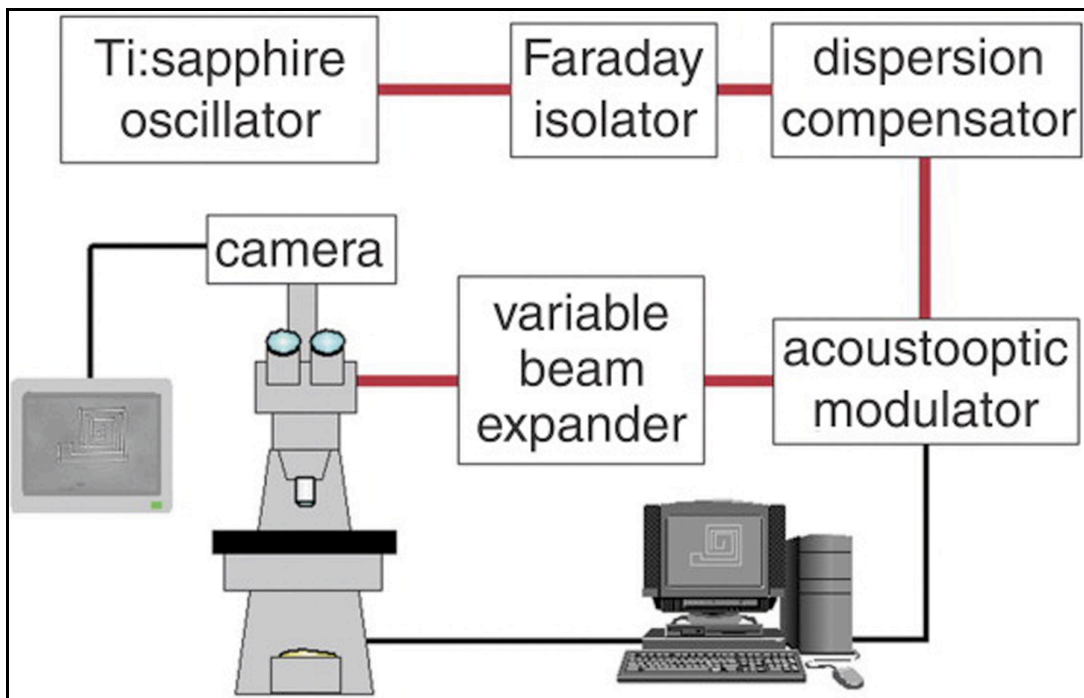 Ti:sapphire
oscillator
Faraday
isolator
dispersion
compensator
camera
variable
beam
expander
acoustooptic
modulator